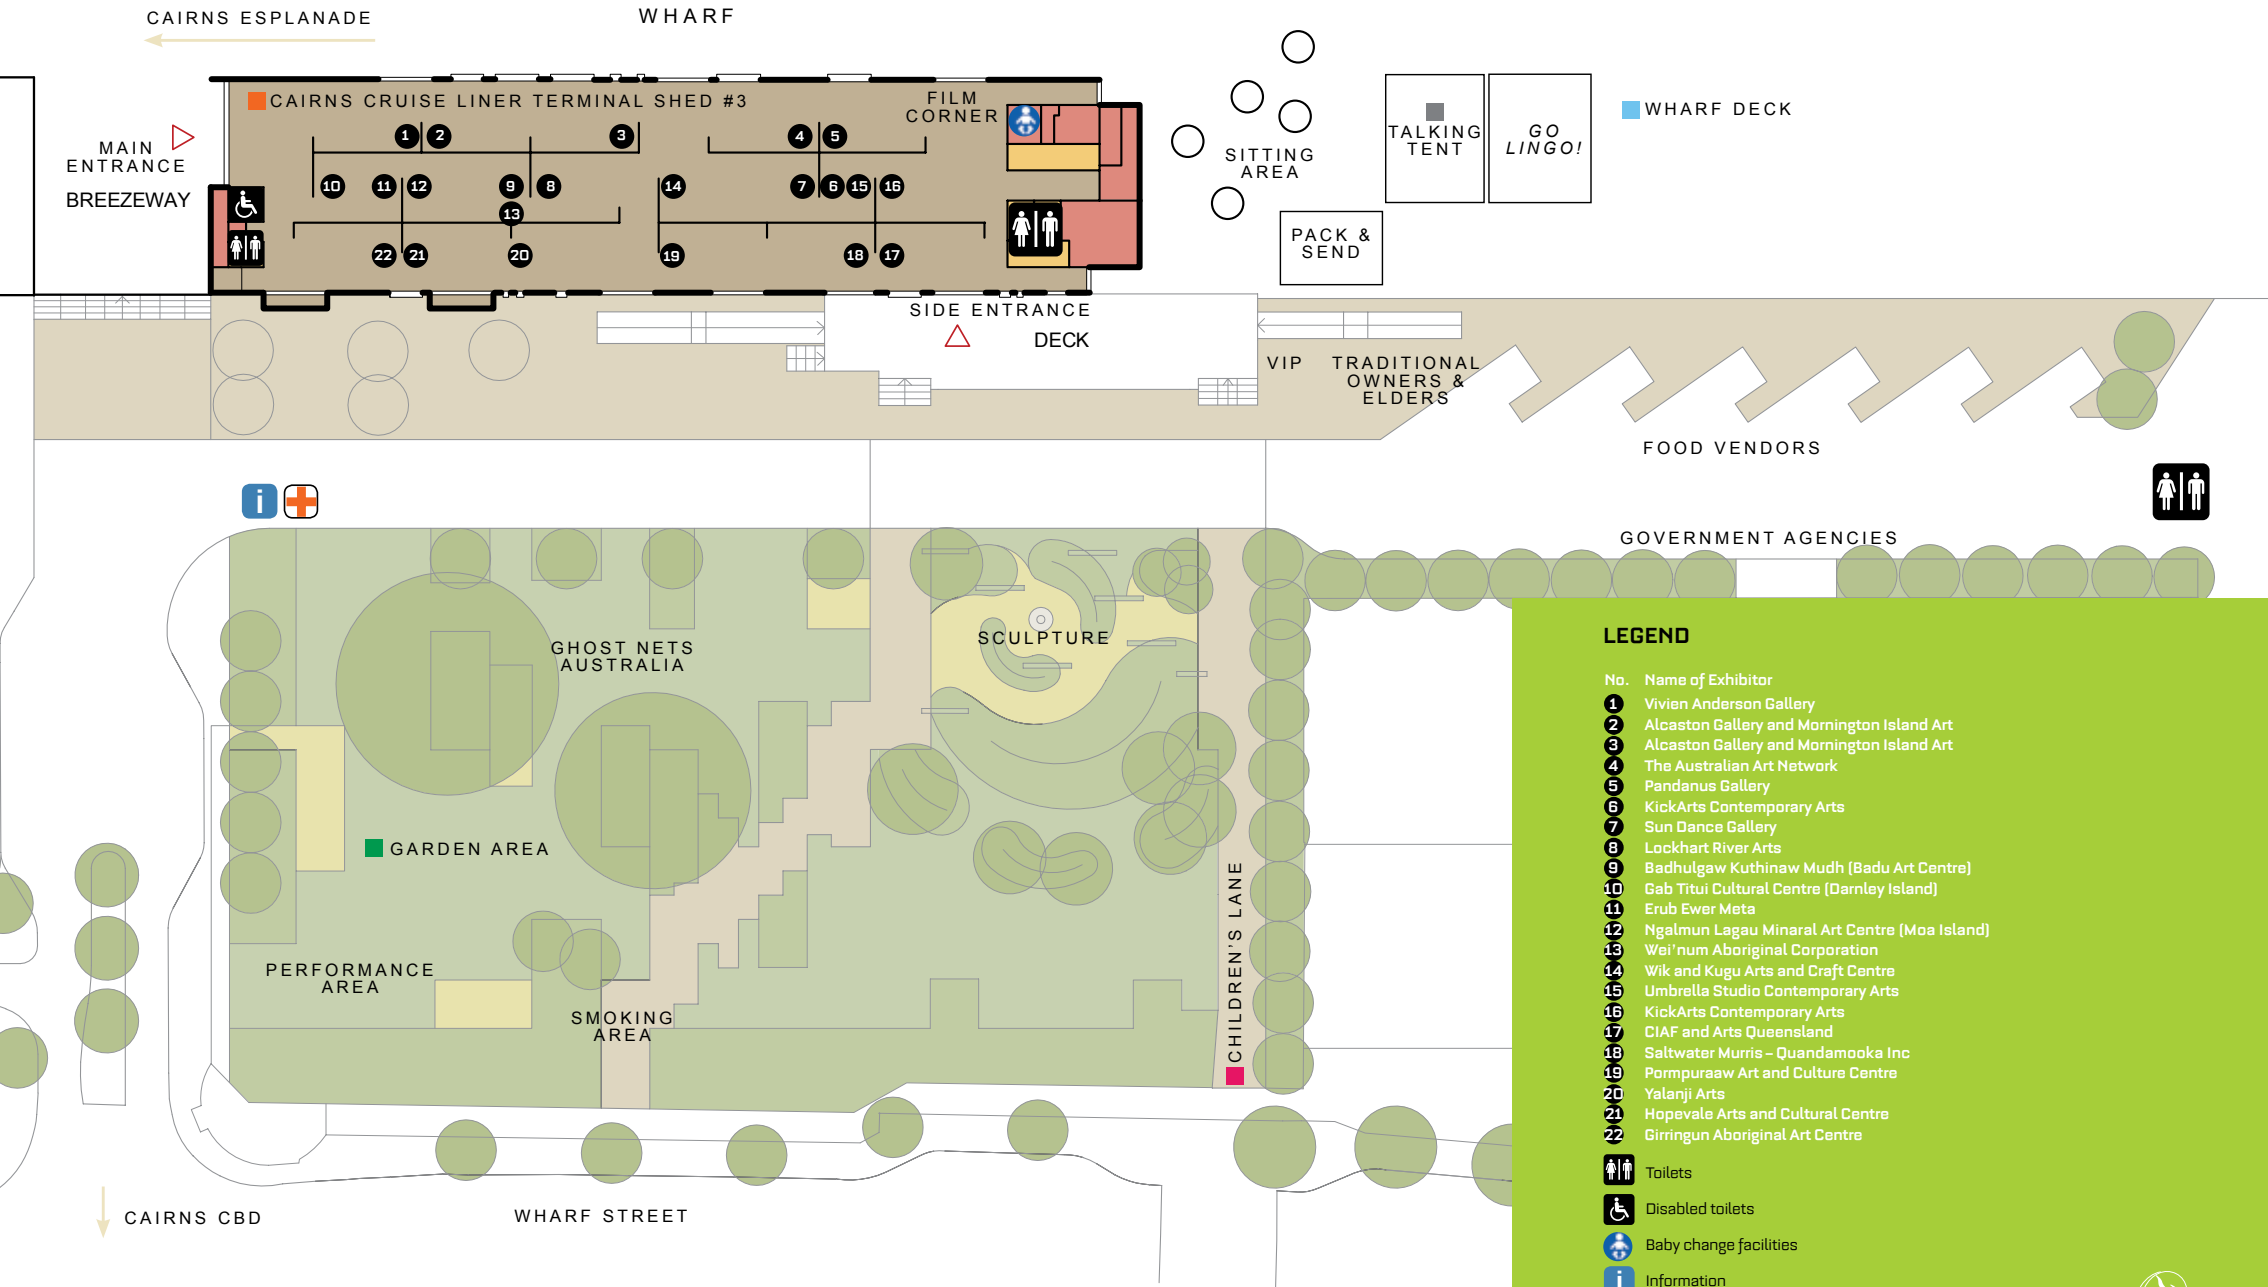 CAIRNS ESPLANADE
WHARF
CAIRNS CRUISE LINER TERMINAL SHED #3
FILM
CORNER
MAIN
ENTRANCE
BREEZEWAY
1
2
3
4
5
10
11
12
9
8
13
14
7
6
15
16
22
21
20
19
18
17
SITTING
AREA
TALKING
TENT
GO
LINGO!
WHARF DECK
PACK &
SEND
SIDE ENTRANCE
DECK
VIP
TRADITIONAL
OWNERS &
ELDERS
FOOD VENDORS
i
GOVERNMENT AGENCIES
GHOST NETS
AUSTRALIA
SCULPTURE
GARDEN AREA
PERFORMANCE
AREA
SMOKING
AREA
CHILDREN'S LANE
CAIRNS CBD
WHARF STREET
LEGEND
No. Name of Exhibitor
1 Vivien Anderson Gallery
2 Alcaston Gallery and Mornington Island Art
3 Alcaston Gallery and Mornington Island Art
4 The Australian Art Network
5 Pandanus Gallery
6 KickArts Contemporary Arts
7 Sun Dance Gallery
8 Lockhart River Arts
9 Badhulgaw Kuthinaw Mudh (Badu Art Centre)
10 Gab Titui Cultural Centre (Darnley Island)
11 Erub Ewer Meta
12 Ngalmun Lagau Minaral Art Centre (Moa Island)
13 Wei'num Aboriginal Corporation
14 Wik and Kugu Arts and Craft Centre
15 Umbrella Studio Contemporary Arts
16 KickArts Contemporary Arts
17 CIAF and Arts Queensland
18 Saltwater Murris – Quandamooka Inc
19 Pormpuraaw Art and Culture Centre
20 Yalanji Arts
21 Hopevale Arts and Cultural Centre
22 Girringun Aboriginal Art Centre
Toilets
Disabled toilets
Baby change facilities
i Information